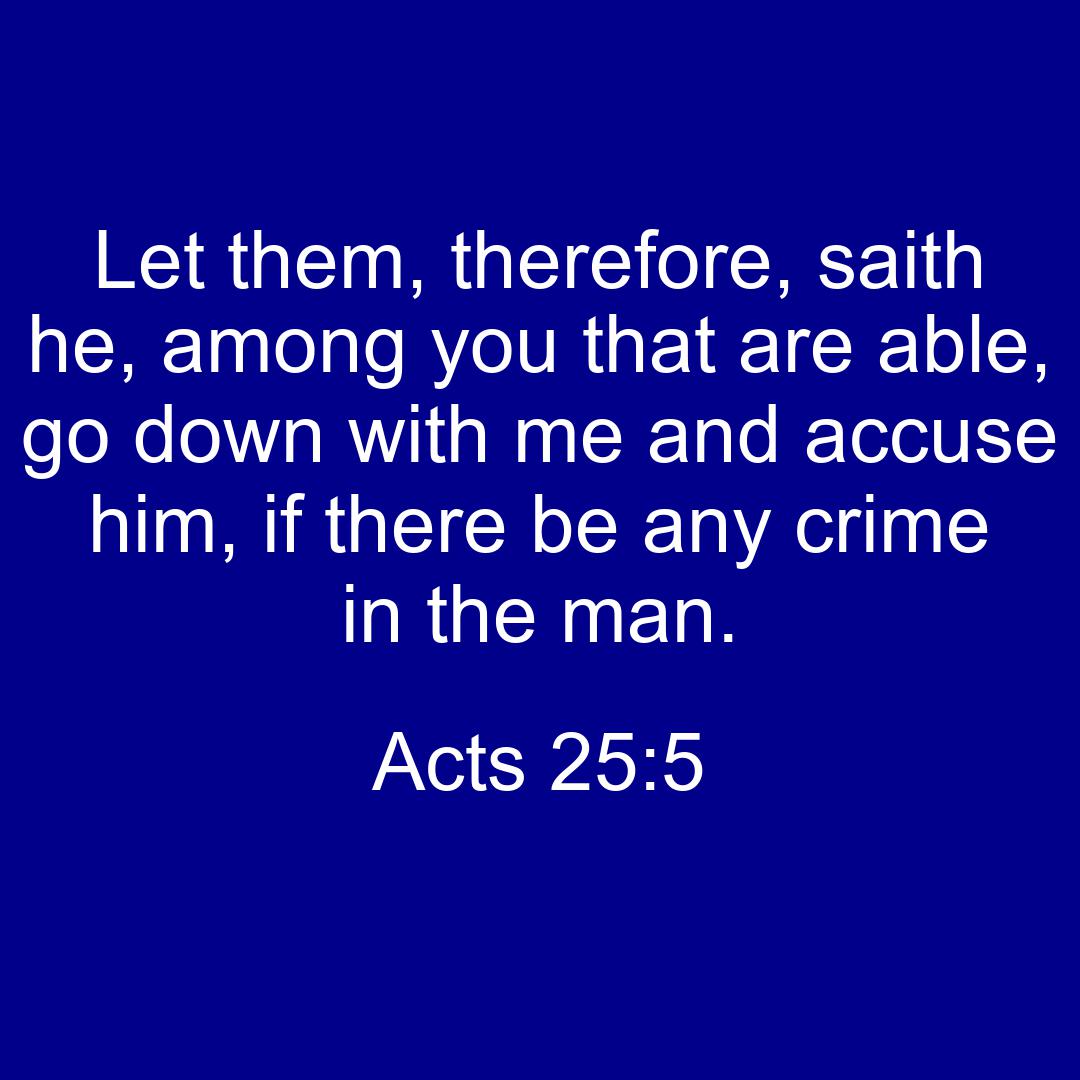 Let them, therefore, saith
he, among you that are able,
go down with me and accuse
him, if there be any crime
in the man.
Acts 25:5